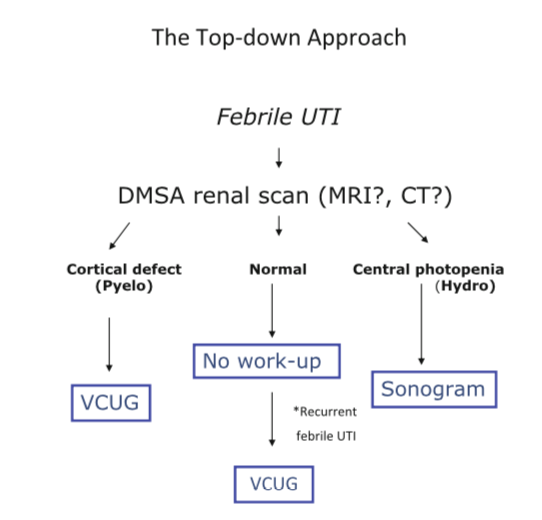 The Top-down Approach
Febrile UTI
DMSA renal scan (MRI?, CT?)
Cortical defect
(Pyelo)
Normal
Central photopenia
(Hydro)
No work-up
VCUG
Sonogram
*Recurrent
febrile UTI
VCUG